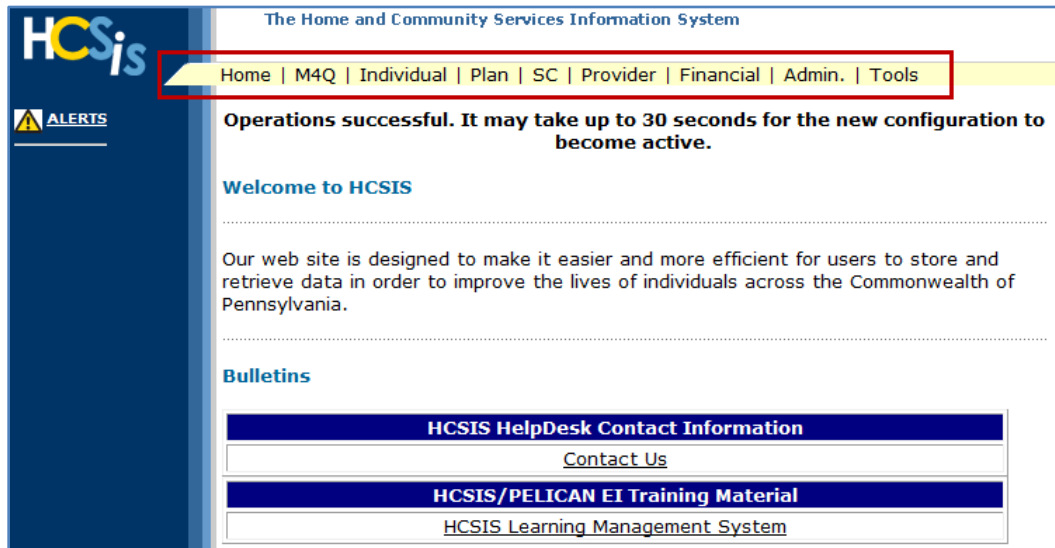 HCSis
The Home and Community Services Information System
Home | M4Q | Individual | Plan | SC | Provider | Financial | Admin. | Tools
ALERTS
Operations successful. It may take up to 30 seconds for the new configuration to
become active.
Welcome to HCSIS
Our web site is designed to make it easier and more efficient for users to store and
retrieve data in order to improve the lives of individuals across the Commonwealth of
Pennsylvania.
Bulletins
HCSIS HelpDesk Contact Information
Contact Us
HCSIS/PELICAN EI Training Material
HCSIS Learning Management System